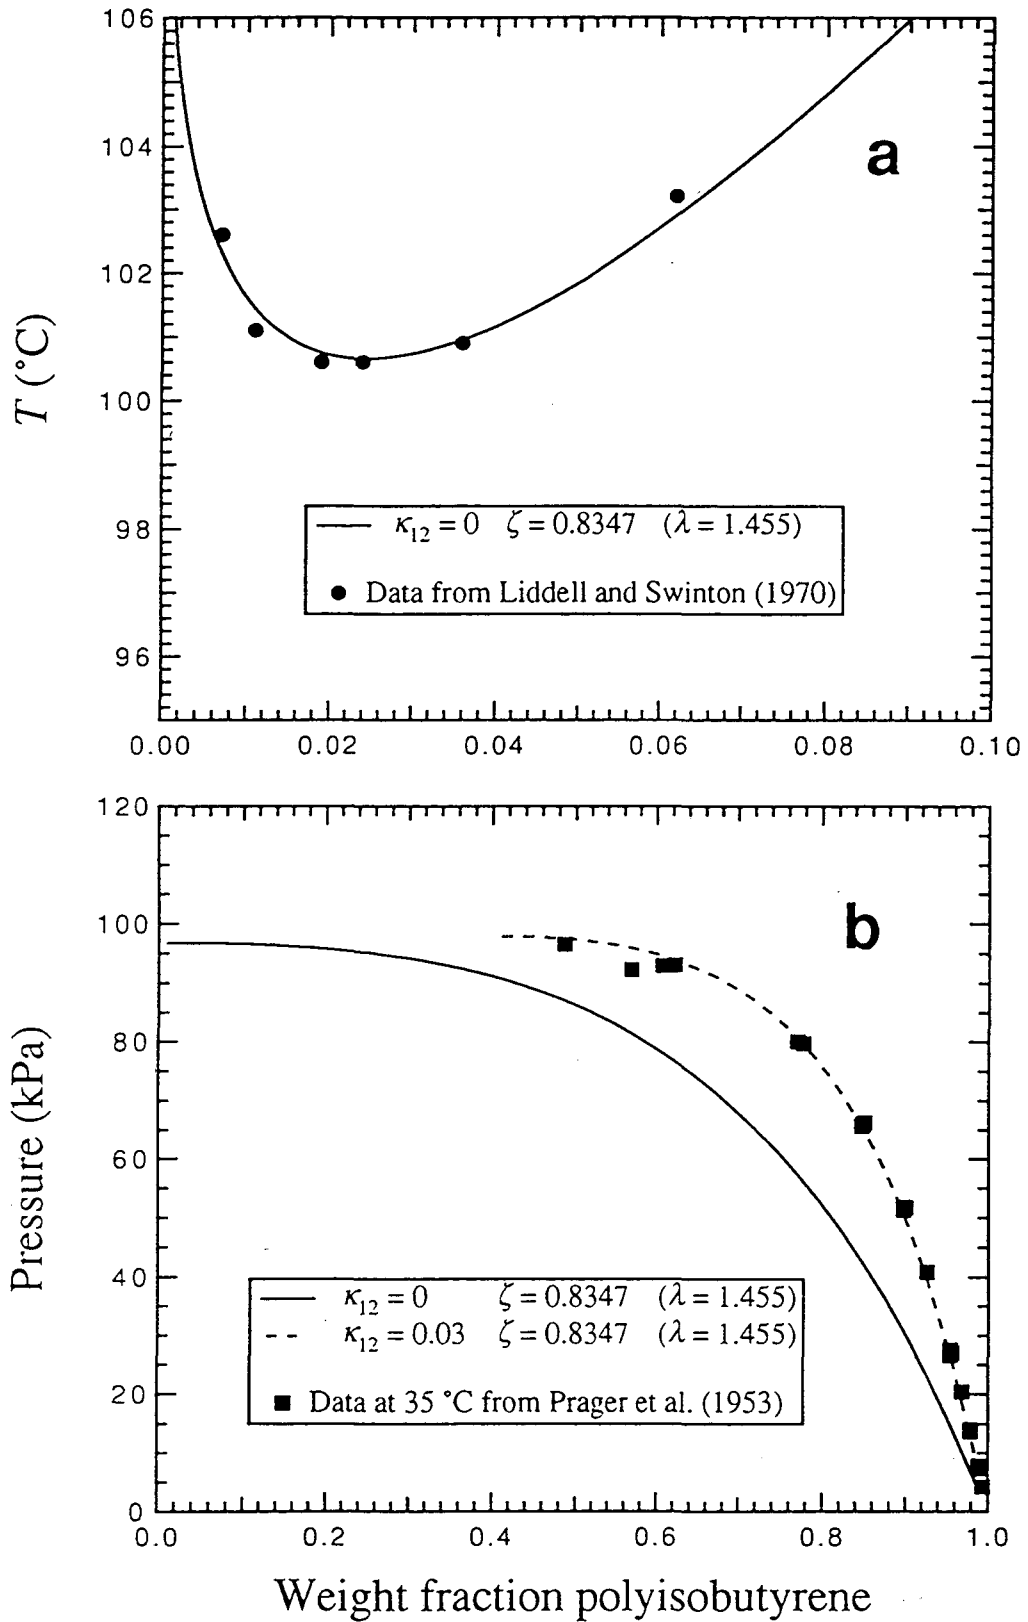 106
104
102
100
98
96
T (°C)
a
κ12 = 0 ζ = 0.8347 (λ = 1.455)
Data from Liddell and Swinton (1970)
0.00 0.02 0.04 0.06 0.08 0.10
120
100
80
60
40
20
0
Pressure (kPa)
b
κ12 = 0 ζ = 0.8347 (λ = 1.455)
κ12 = 0.03 ζ = 0.8347 (λ = 1.455)
Data at 35 °C from Prager et al. (1953)
0.0 0.2 0.4 0.6 0.8 1.0
Weight fraction polyisobutyrene